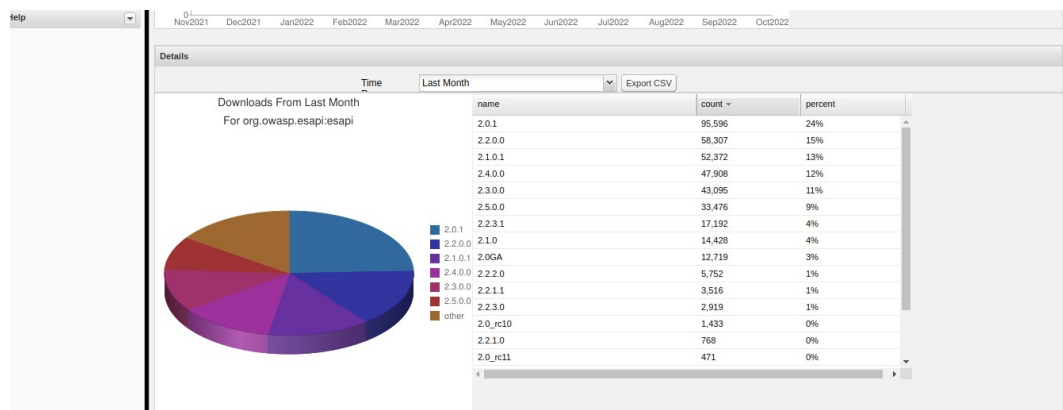 Help
0
Nov2021 Dec2021 Jan2022 Feb2022 Mar2022 Apr2022 May2022 Jun2022 Jul2022 Aug2022 Sep2022 Oct2022
Details
Time Last Month Export CSV
Downloads From Last Month
For org.owasp.esapi:esapi
2.0.1
2.2.0.0
2.1.0.1
2.4.0.0
2.3.0.0
2.5.0.0
other
name count percent
2.0.1 95,596 24%
2.2.0.0 58,307 15%
2.1.0.1 52,372 13%
2.4.0.0 47,908 12%
2.3.0.0 43,095 11%
2.5.0.0 33,476 9%
2.2.3.1 17,192 4%
2.1.0 14,428 4%
2.0GA 12,719 3%
2.2.2.0 5,752 1%
2.2.1.1 3,516 1%
2.2.3.0 2,919 1%
2.0_rc10 1,433 0%
2.2.1.0 768 0%
2.0_rc11 471 0%